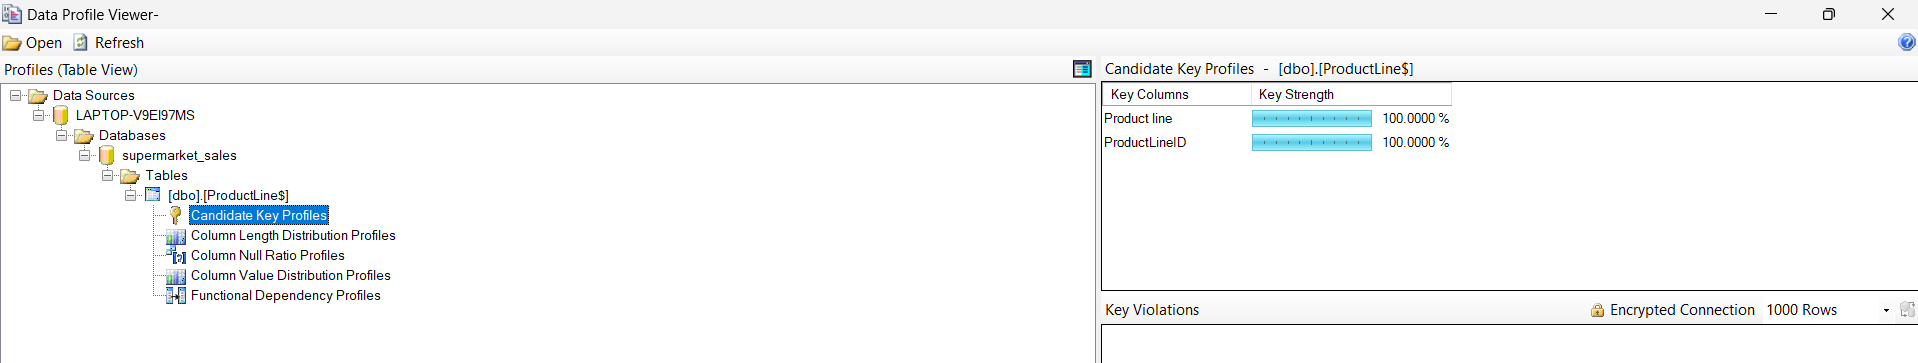 Data Profile Viewer-
Open Refresh
Profiles (Table View)
Data Sources
LAPTOP-V9EI97MS
Databases
supermarket_sales
Tables
[dbo].[ProductLine$]
Candidate Key Profiles
Column Length Distribution Profiles
Column Null Ratio Profiles
Column Value Distribution Profiles
Functional Dependency Profiles
Candidate Key Profiles - [dbo].[ProductLine$]
Key Columns Key Strength
Product line 100.0000 %
ProductLineID 100.0000 %
Key Violations Encrypted Connection 1000 Rows